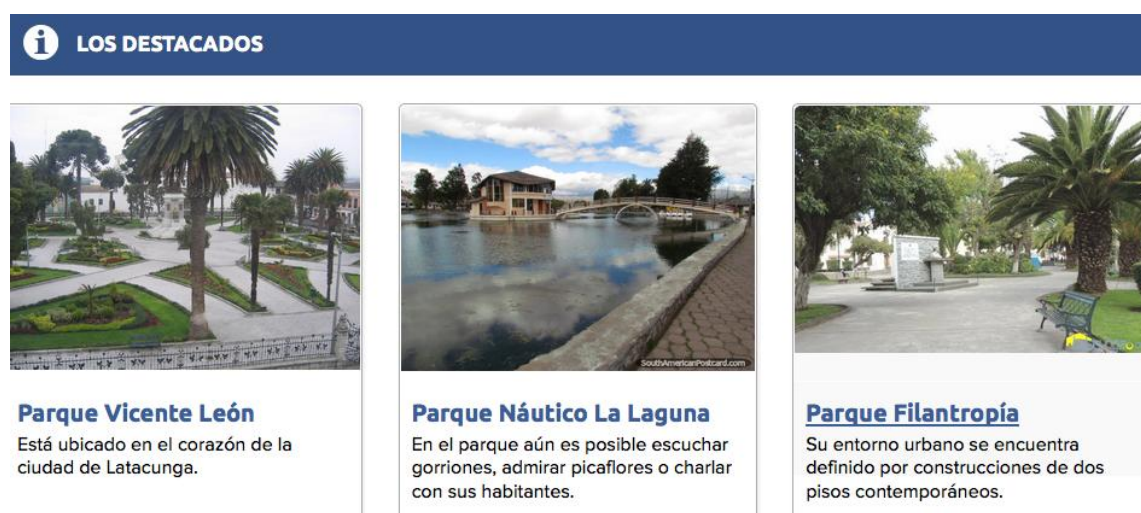 LOS DESTACADOS
SouthAmericanPostcard.com
Parque Vicente León
Está ubicado en el corazón de la
ciudad de Latacunga.
Parque Náutico La Laguna
En el parque aún es posible escuchar
gorriones, admirar picaflores o charlar
con sus habitantes.
Parque Filantropía
Su entorno urbano se encuentra
definido por construcciones de dos
pisos contemporáneos.